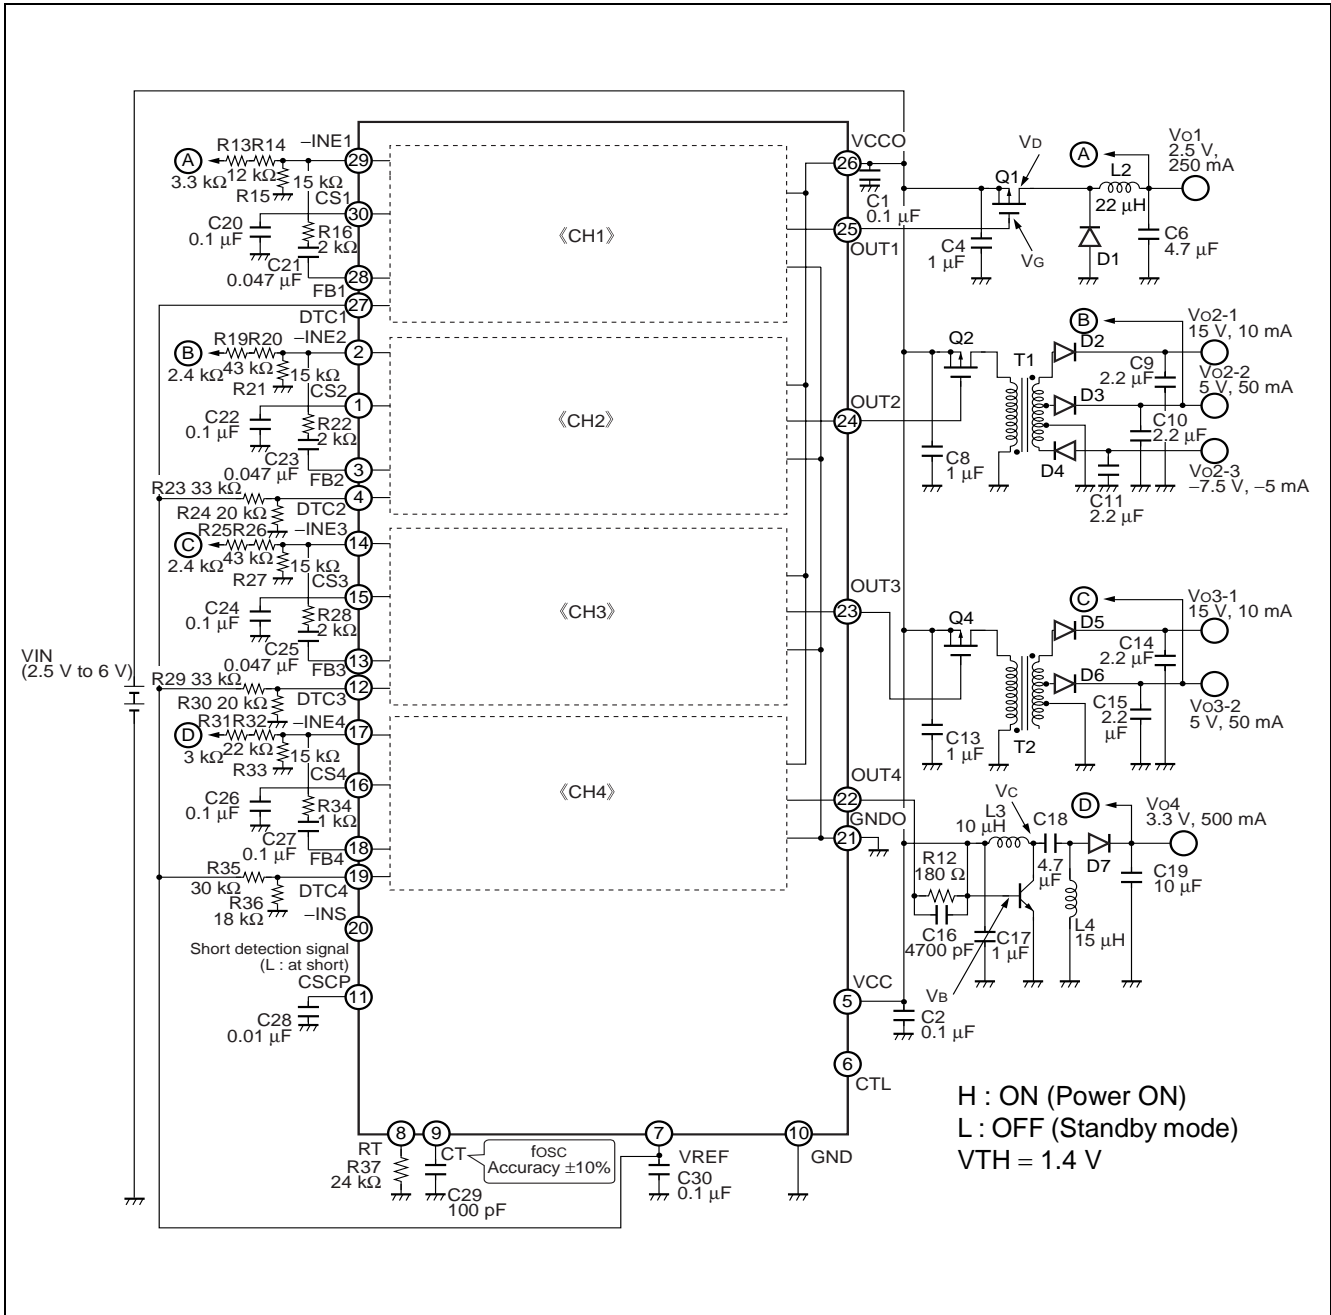 R13R14
–INE1
A
29
3.3 kΩ
12 kΩ
15 kΩ
R15
CS1
30
C20
0.1 µF
R16
2 kΩ
C21
0.047 µF
28
FB1
27
DTC1
《CH1》
VCCO
26
C1
0.1 µF
25
OUT1
VD
Q1
C4
1 µF
VG
A
L2
22 µH
D1
VO1
2.5 V,
250 mA
C6
4.7 µF
R19R20
–INE2
B
2
2.4 kΩ
43 kΩ
15 kΩ
R21
CS2
1
C22
0.1 µF
R22
2 kΩ
C23
0.047 µF
3
FB2
R23 33 kΩ
4
R24 20 kΩ
DTC2
《CH2》
OUT2
24
Q2
C8
1 µF
T1
B
D2
VO2-1
15 V, 10 mA
C9
2.2 µF
VO2-2
5 V, 50 mA
D3
C10
2.2 µF
D4
C11
2.2 µF
VO2-3
–7.5 V, –5 mA
R25R26
–INE3
C
14
2.4 kΩ
43 kΩ
15 kΩ
R27
CS3
15
C24
0.1 µF
R28
2 kΩ
C25
0.047 µF
13
FB3
R29 33 kΩ
12
R30 20 kΩ
DTC3
《CH3》
OUT3
23
Q4
C13
1 µF
T2
C
D5
VO3-1
15 V, 10 mA
C14
2.2 µF
D6
C15
2.2
µF
VO3-2
5 V, 50 mA
VIN
(2.5 V to 6 V)
R31R32
–INE4
D
17
3 kΩ
22 kΩ
15 kΩ
R33
CS4
16
C26
0.1 µF
R34
1 kΩ
C27
0.1 µF
18
FB4
R35
30 kΩ
19
R36
18 kΩ
DTC4
–INS
20
《CH4》
OUT4
22
GNDO
21
VC
L3
10 µH
C18
4.7
µF
R12
180 Ω
C16
4700 pF
C17
1 µF
VB
D
D7
L4
15 µH
VO4
3.3 V, 500 mA
C19
10 µF
Short detection signal
(L : at short)
CSCP
11
C28
0.01 µF
VCC
5
C2
0.1 µF
6
CTL
H : ON (Power ON)
L : OFF (Standby mode)
VTH = 1.4 V
8
9
7
10
RT
R37
24 kΩ
CT
fOSC
Accuracy ±10%
C29
100 pF
VREF
C30
0.1 µF
GND